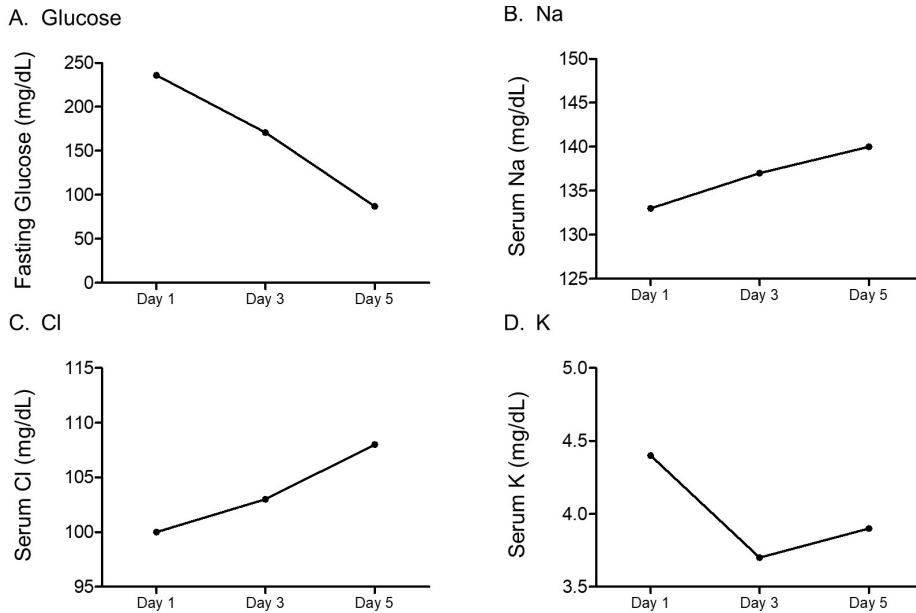 A. Glucose
Fasting Glucose (mg/dL)
250
200
150
100
50
0
Day 1 Day 3 Day 5
B. Na
Serum Na (mg/dL)
150
145
140
135
130
125
Day 1 Day 3 Day 5
C. Cl
Serum Cl (mg/dL)
115
110
105
100
95
Day 1 Day 3 Day 5
D. K
Serum K (mg/dL)
5.0
4.5
4.0
3.5
Day 1 Day 3 Day 5